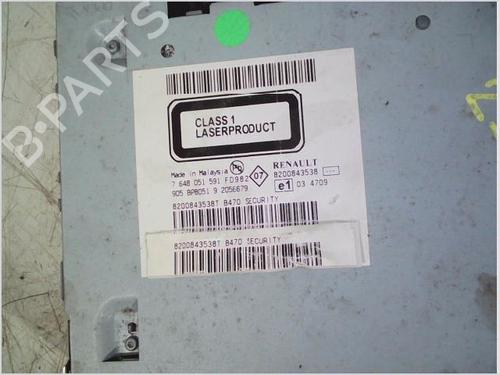 B-PARTS
CLASS 1
LASERPRODUCT
Made in Malaysia
7 648 051 591 FD982
905 BP8051 9 2056679
07
RENAULT
8200843538
e1 03 4709
8200843538T B470 SECURITY
8200843538T B470 SECURITY